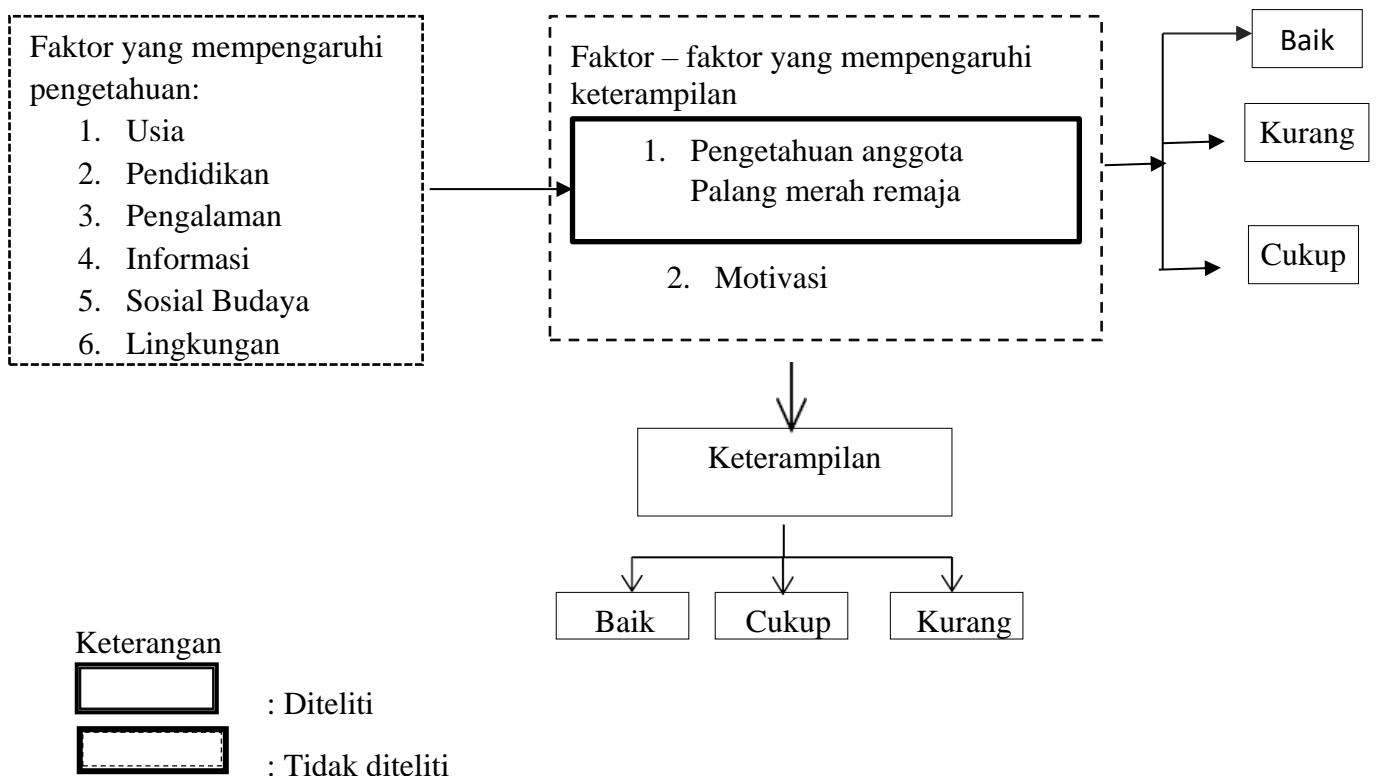 Faktor yang mempengaruhi
pengetahuan:
1. Usia
2. Pendidikan
3. Pengalaman
4. Informasi
5. Sosial Budaya
6. Lingkungan
Faktor – faktor yang mempengaruhi
keterampilan
1. Pengetahuan anggota
Palang merah remaja
2. Motivasi
Baik
Kurang
Cukup
Keterampilan
Baik
Cukup
Kurang
Keterangan
: Diteliti
: Tidak diteliti